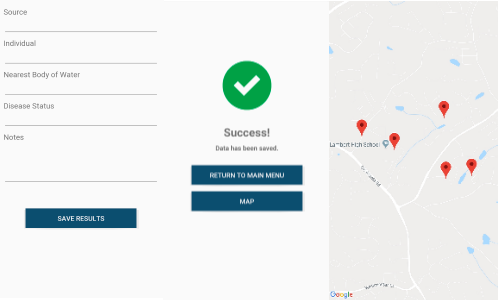 Source
Individual
Nearest Body of Water
Disease Status
Notes
SAVE RESULTS
Success!
Data has been saved.
RETURN TO MAIN MENU
MAP
Lambert High School
Google